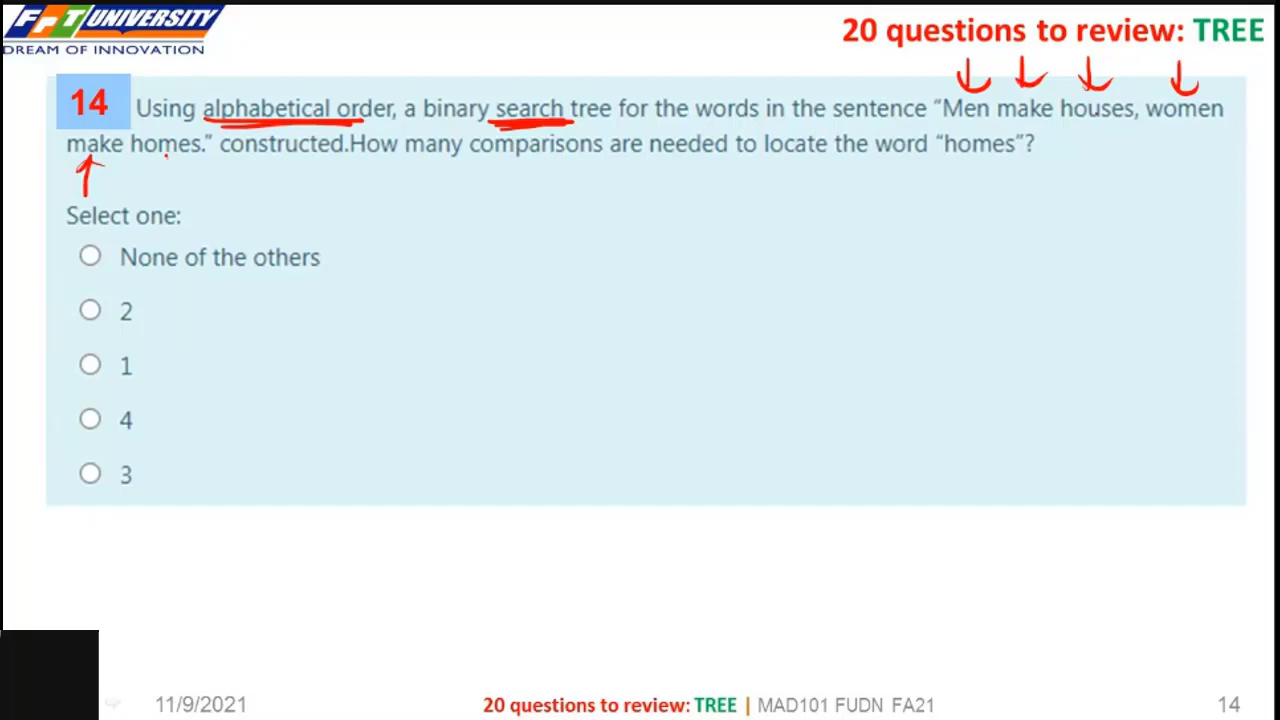 FPT UNIVERSITY
DREAM OF INNOVATION
20 questions to review: TREE
14
Using alphabetical order, a binary search tree for the words in the sentence “Men make houses, women
make homes.” constructed.How many comparisons are needed to locate the word “homes”?
Select one:
None of the others
2
1
4
3
11/9/2021
20 questions to review: TREE | MAD101 FUDN FA21
14